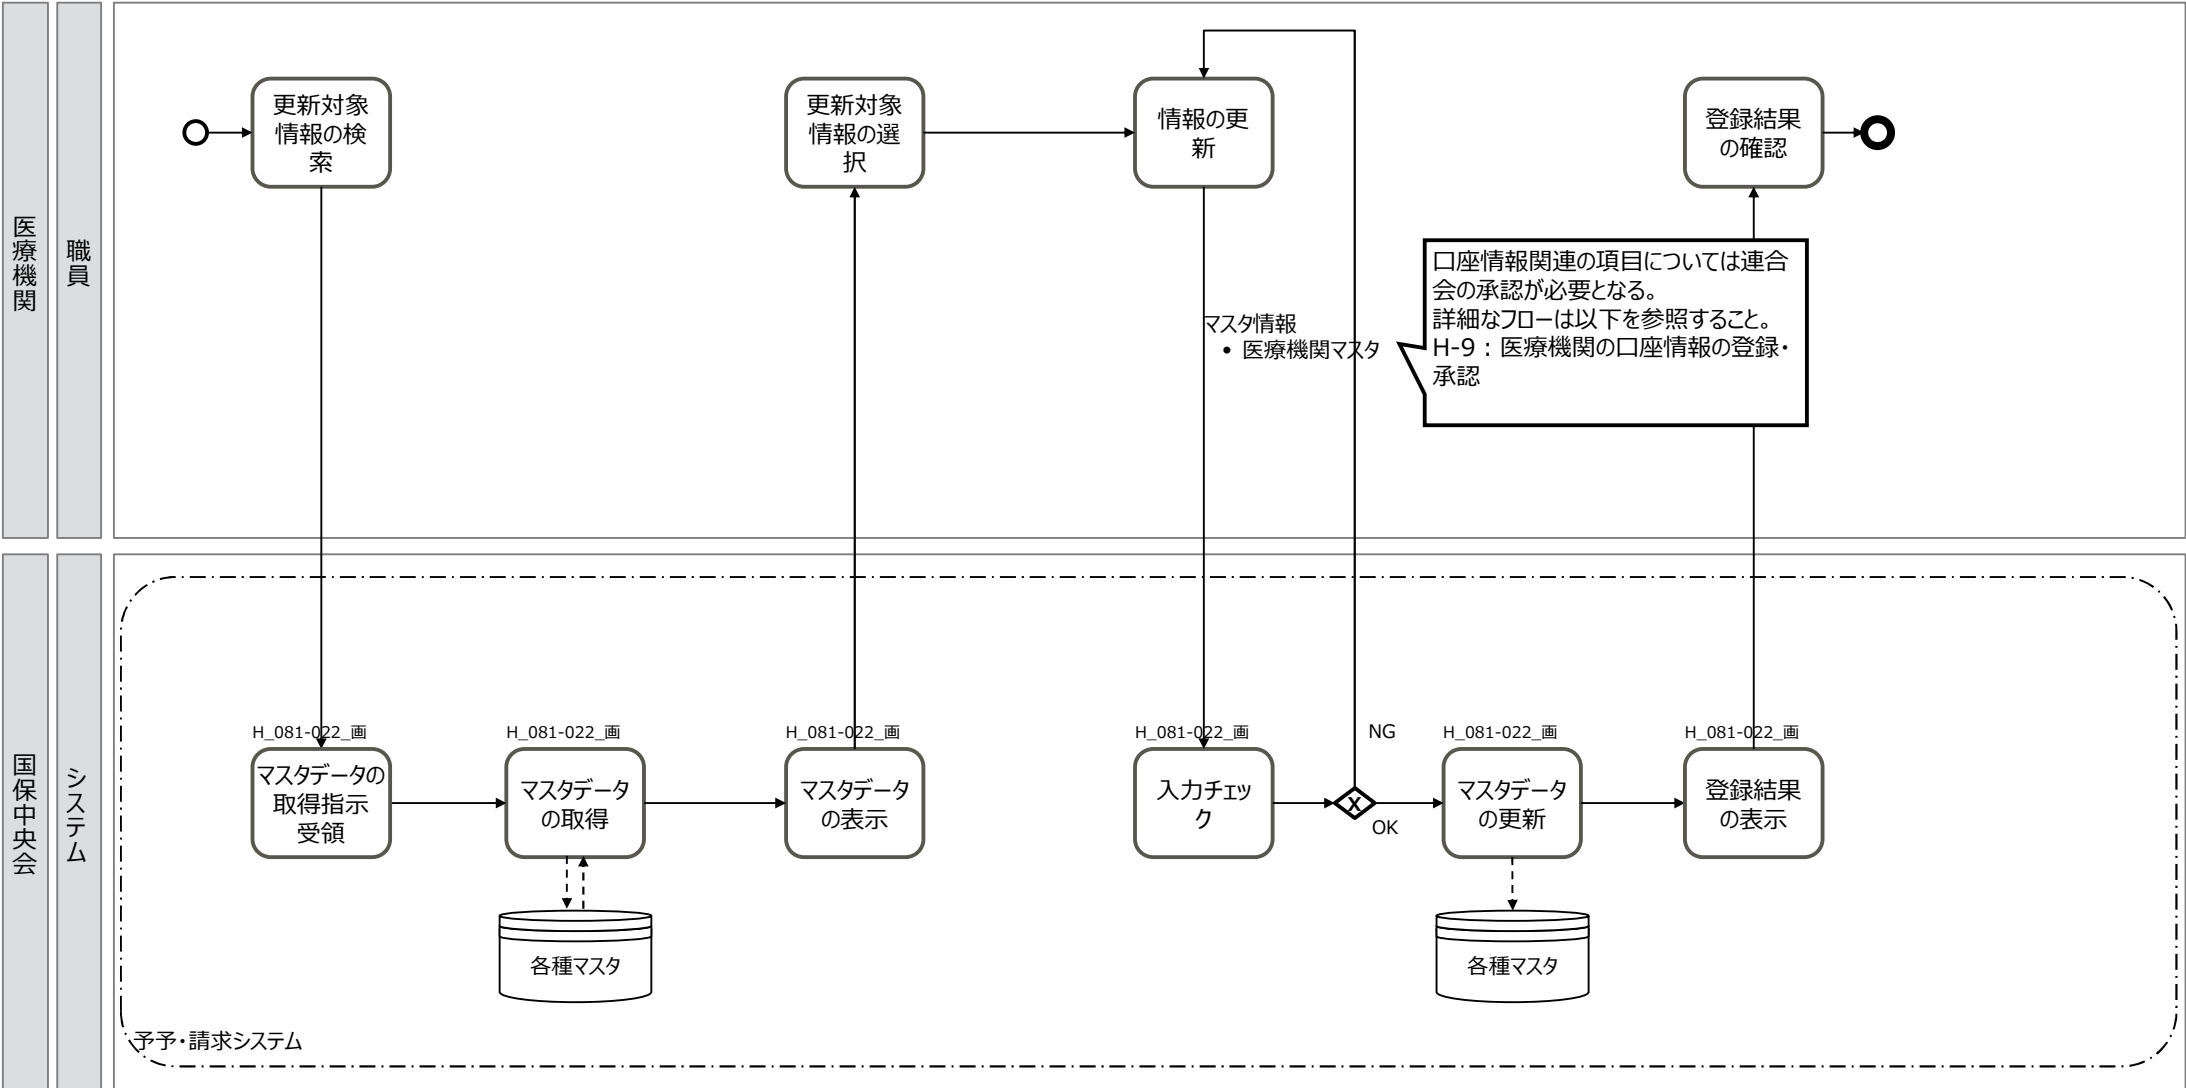 医療機関
職員
更新対象
情報の検
索
更新対象
情報の選
択
情報の更
新
登録結果
の確認
マスタ情報
• 医療機関マスタ
口座情報関連の項目については連合
会の承認が必要となる。
詳細なフローは以下を参照すること。
H-9：医療機関の口座情報の登録・
承認
国保中央会
システム
H_081-022_画
マスタデータの
取得指示
受領
H_081-022_画
マスタデータ
の取得
H_081-022_画
マスタデータ
の表示
H_081-022_画
入力チェッ
ク
X
NG
OK
H_081-022_画
マスタデータ
の更新
H_081-022_画
登録結果
の表示
各種マスタ
各種マスタ
予予・請求システム